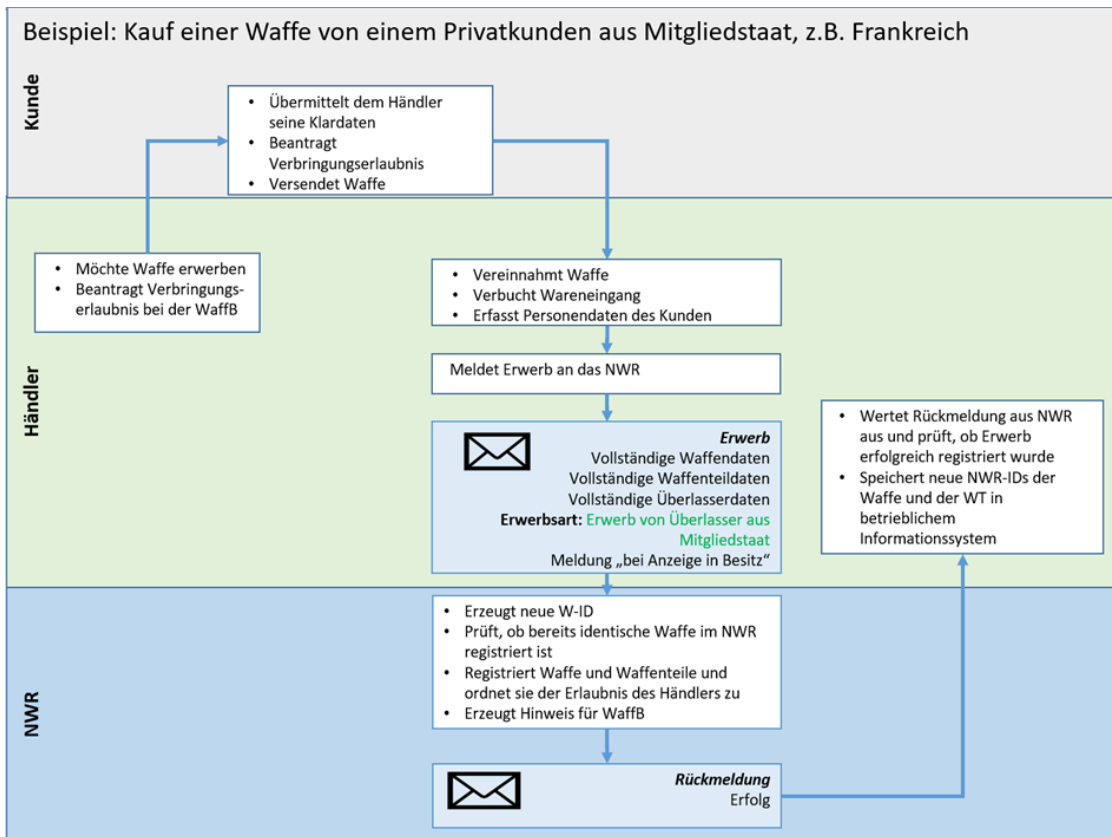 Beispiel: Kauf einer Waffe von einem Privatkunden aus Mitgliedstaat, z.B. Frankreich
Kunde
• Übermittelt dem Händler
seine Klardaten
• Beantragt
Verbringungserlaubnis
• Versendet Waffe
Händler
• Möchte Waffe erwerben
• Beantragt Verbringungs-
erlaubnis bei der WaffB
• Vereinnahmt Waffe
• Verbucht Wareneingang
• Erfasst Personendaten des Kunden
Meldet Erwerb an das NWR
Erwerb
Vollständige Waffendaten
Vollständige Waffenteildaten
Vollständige Überlasserdaten
Erwerbsart: Erwerb von Überlasser aus
Mitgliedstaat
Meldung „bei Anzeige in Besitz“
• Wertet Rückmeldung aus NWR
aus und prüft, ob Erwerb
erfolgreich registriert wurde
• Speichert neue NWR-IDs der
Waffe und der WT in
betrieblichem
Informationssystem
NWR
• Erzeugt neue W-ID
• Prüft, ob bereits identische Waffe im NWR
registriert ist
• Registriert Waffe und Waffenteile und
ordnet sie der Erlaubnis des Händlers zu
• Erzeugt Hinweis für WaffB
Rückmeldung
Erfolg